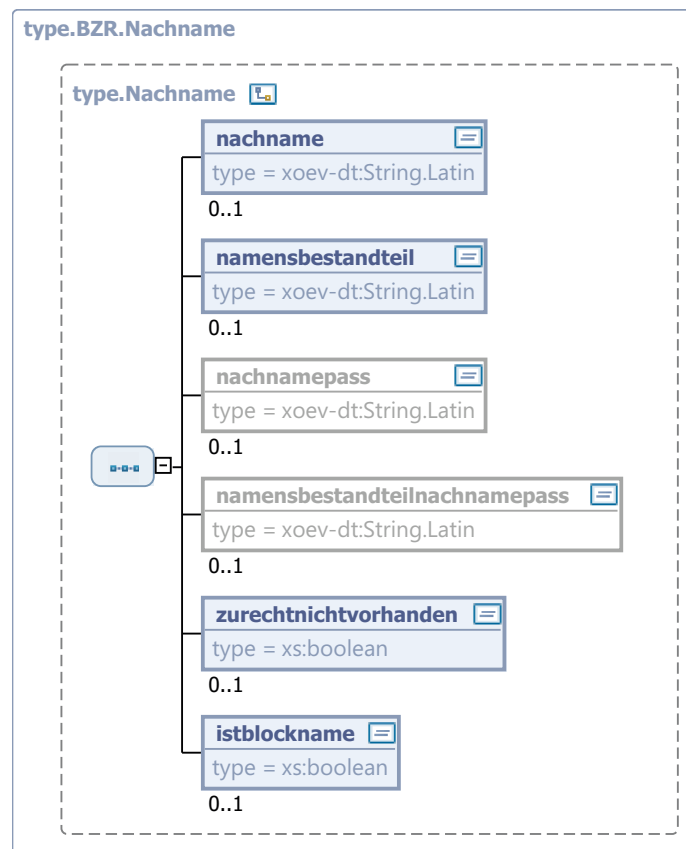 type.BZR.Nachname
type.Nachname
nachname
type = xoev-dt:String.Latin
0..1
namensbestandteil
type = xoev-dt:String.Latin
0..1
nachnamepass
type = xoev-dt:String.Latin
0..1
namensbestandteilnachnamepass
type = xoev-dt:String.Latin
0..1
zurechtnichtvorhanden
type = xs:boolean
0..1
istblockname
type = xs:boolean
0..1